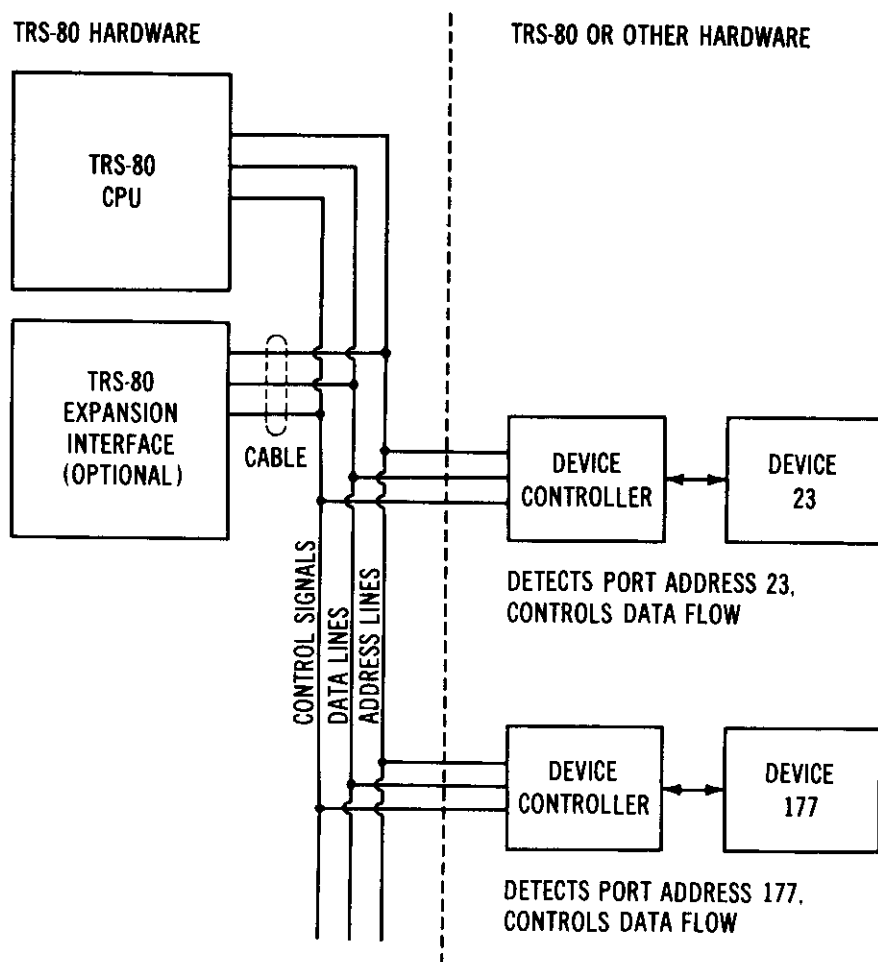 TRS-80 HARDWARE
TRS-80 OR OTHER HARDWARE
TRS-80
CPU
TRS-80
EXPANSION
INTERFACE
(OPTIONAL)
CABLE
CONTROL SIGNALS
DATA LINES
ADDRESS LINES
DEVICE
CONTROLLER
DEVICE
23
DETECTS PORT ADDRESS 23,
CONTROLS DATA FLOW
DEVICE
CONTROLLER
DEVICE
177
DETECTS PORT ADDRESS 177,
CONTROLS DATA FLOW